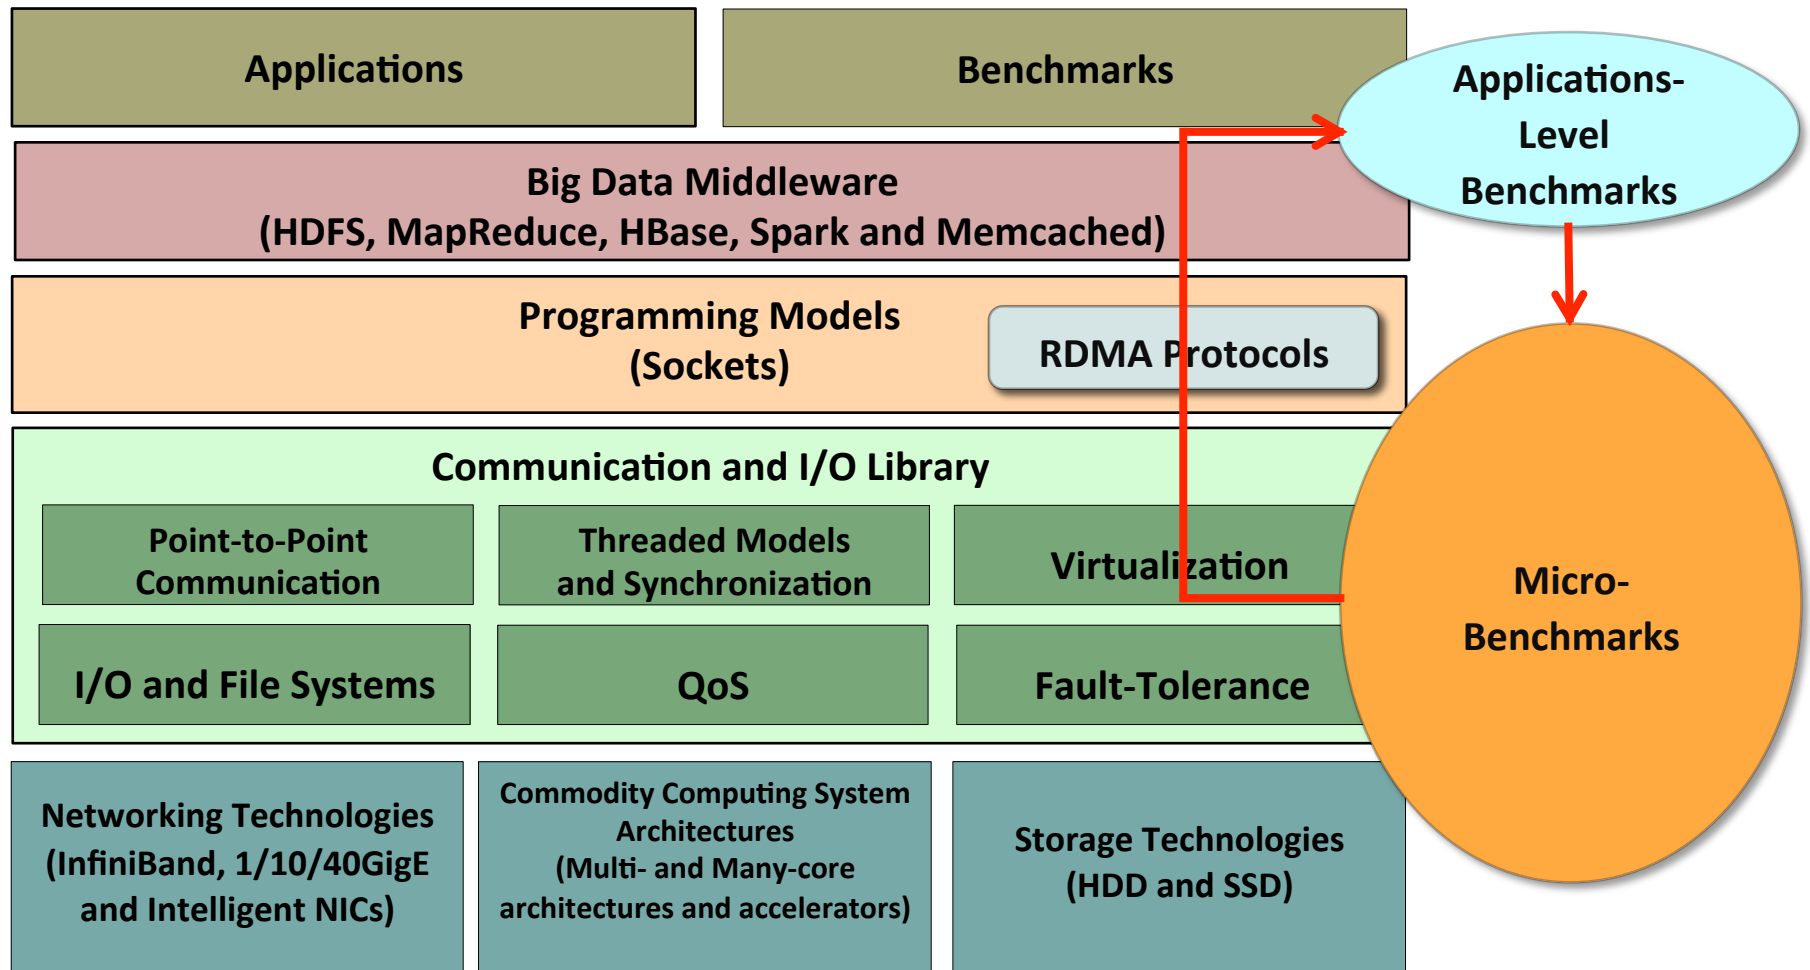 Applications
Benchmarks
Applications-
Level
Benchmarks
Big Data Middleware
(HDFS, MapReduce, HBase, Spark and Memcached)
Programming Models
(Sockets)
RDMA Protocols
Communication and I/O Library
Point-to-Point
Communication
Threaded Models
and Synchronization
Virtualization
Micro-
Benchmarks
I/O and File Systems
QoS
Fault-Tolerance
Networking Technologies
(InfiniBand, 1/10/40GigE
and Intelligent NICs)
Commodity Computing System
Architectures
(Multi- and Many-core
architectures and accelerators)
Storage Technologies
(HDD and SSD)